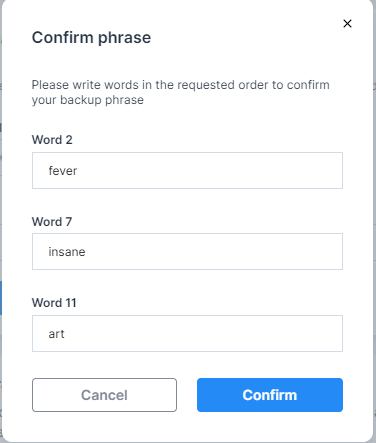 Confirm phrase
Please write words in the requested order to confirm
your backup phrase
Word 2
fever
Word 7
insane
Word 11
art
Cancel
Confirm